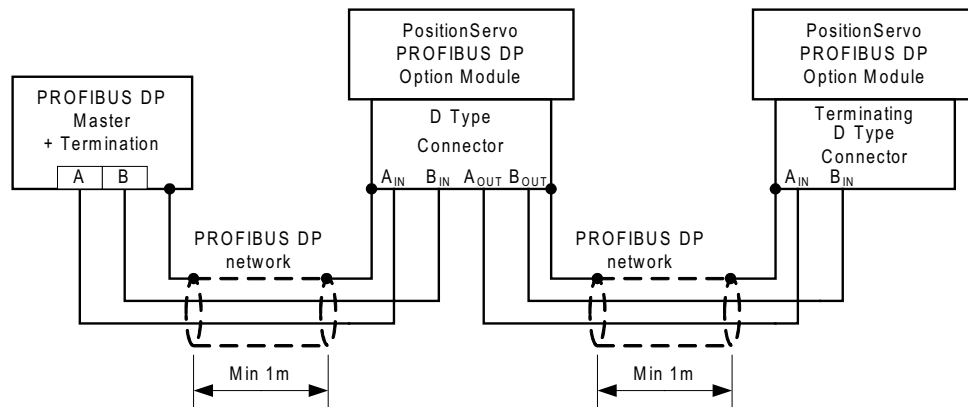 PROFIBUS DP
Master
+ Termination
A B
PositionServo
PROFIBUS DP
Option Module
D Type
Connector
AIN BIN AOUT BOUT
PositionServo
PROFIBUS DP
Option Module
Terminating
D Type
Connector
AIN BIN
PROFIBUS DP
network
Min 1m
PROFIBUS DP
network
Min 1m